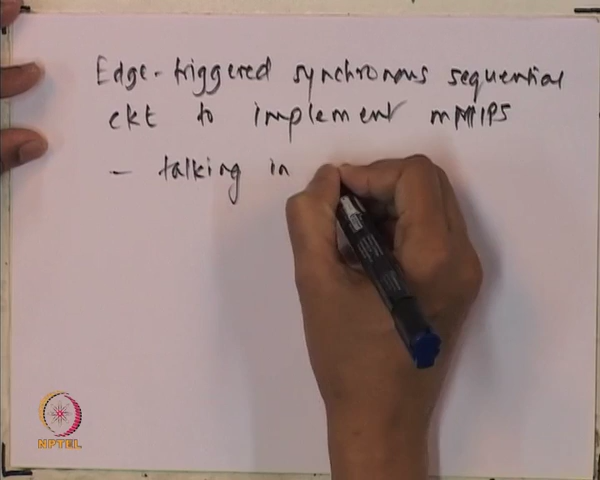 Edge-triggered synchronous sequential
ckt to implement mMIPS
- talking in
NPTEL